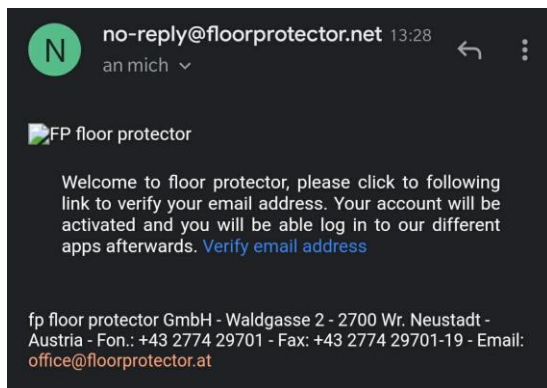 N
no-reply@floorprotector.net 13:28
an mich
FP floor protector
Welcome to floor protector, please click to following
link to verify your email address. Your account will be
activated and you will be able log in to our different
apps afterwards. Verify email address
fp floor protector GmbH - Waldgasse 2 - 2700 Wr. Neustadt -
Austria - Fon.: +43 2774 29701 - Fax: +43 2774 29701-19 - Email:
office@floorprotector.at